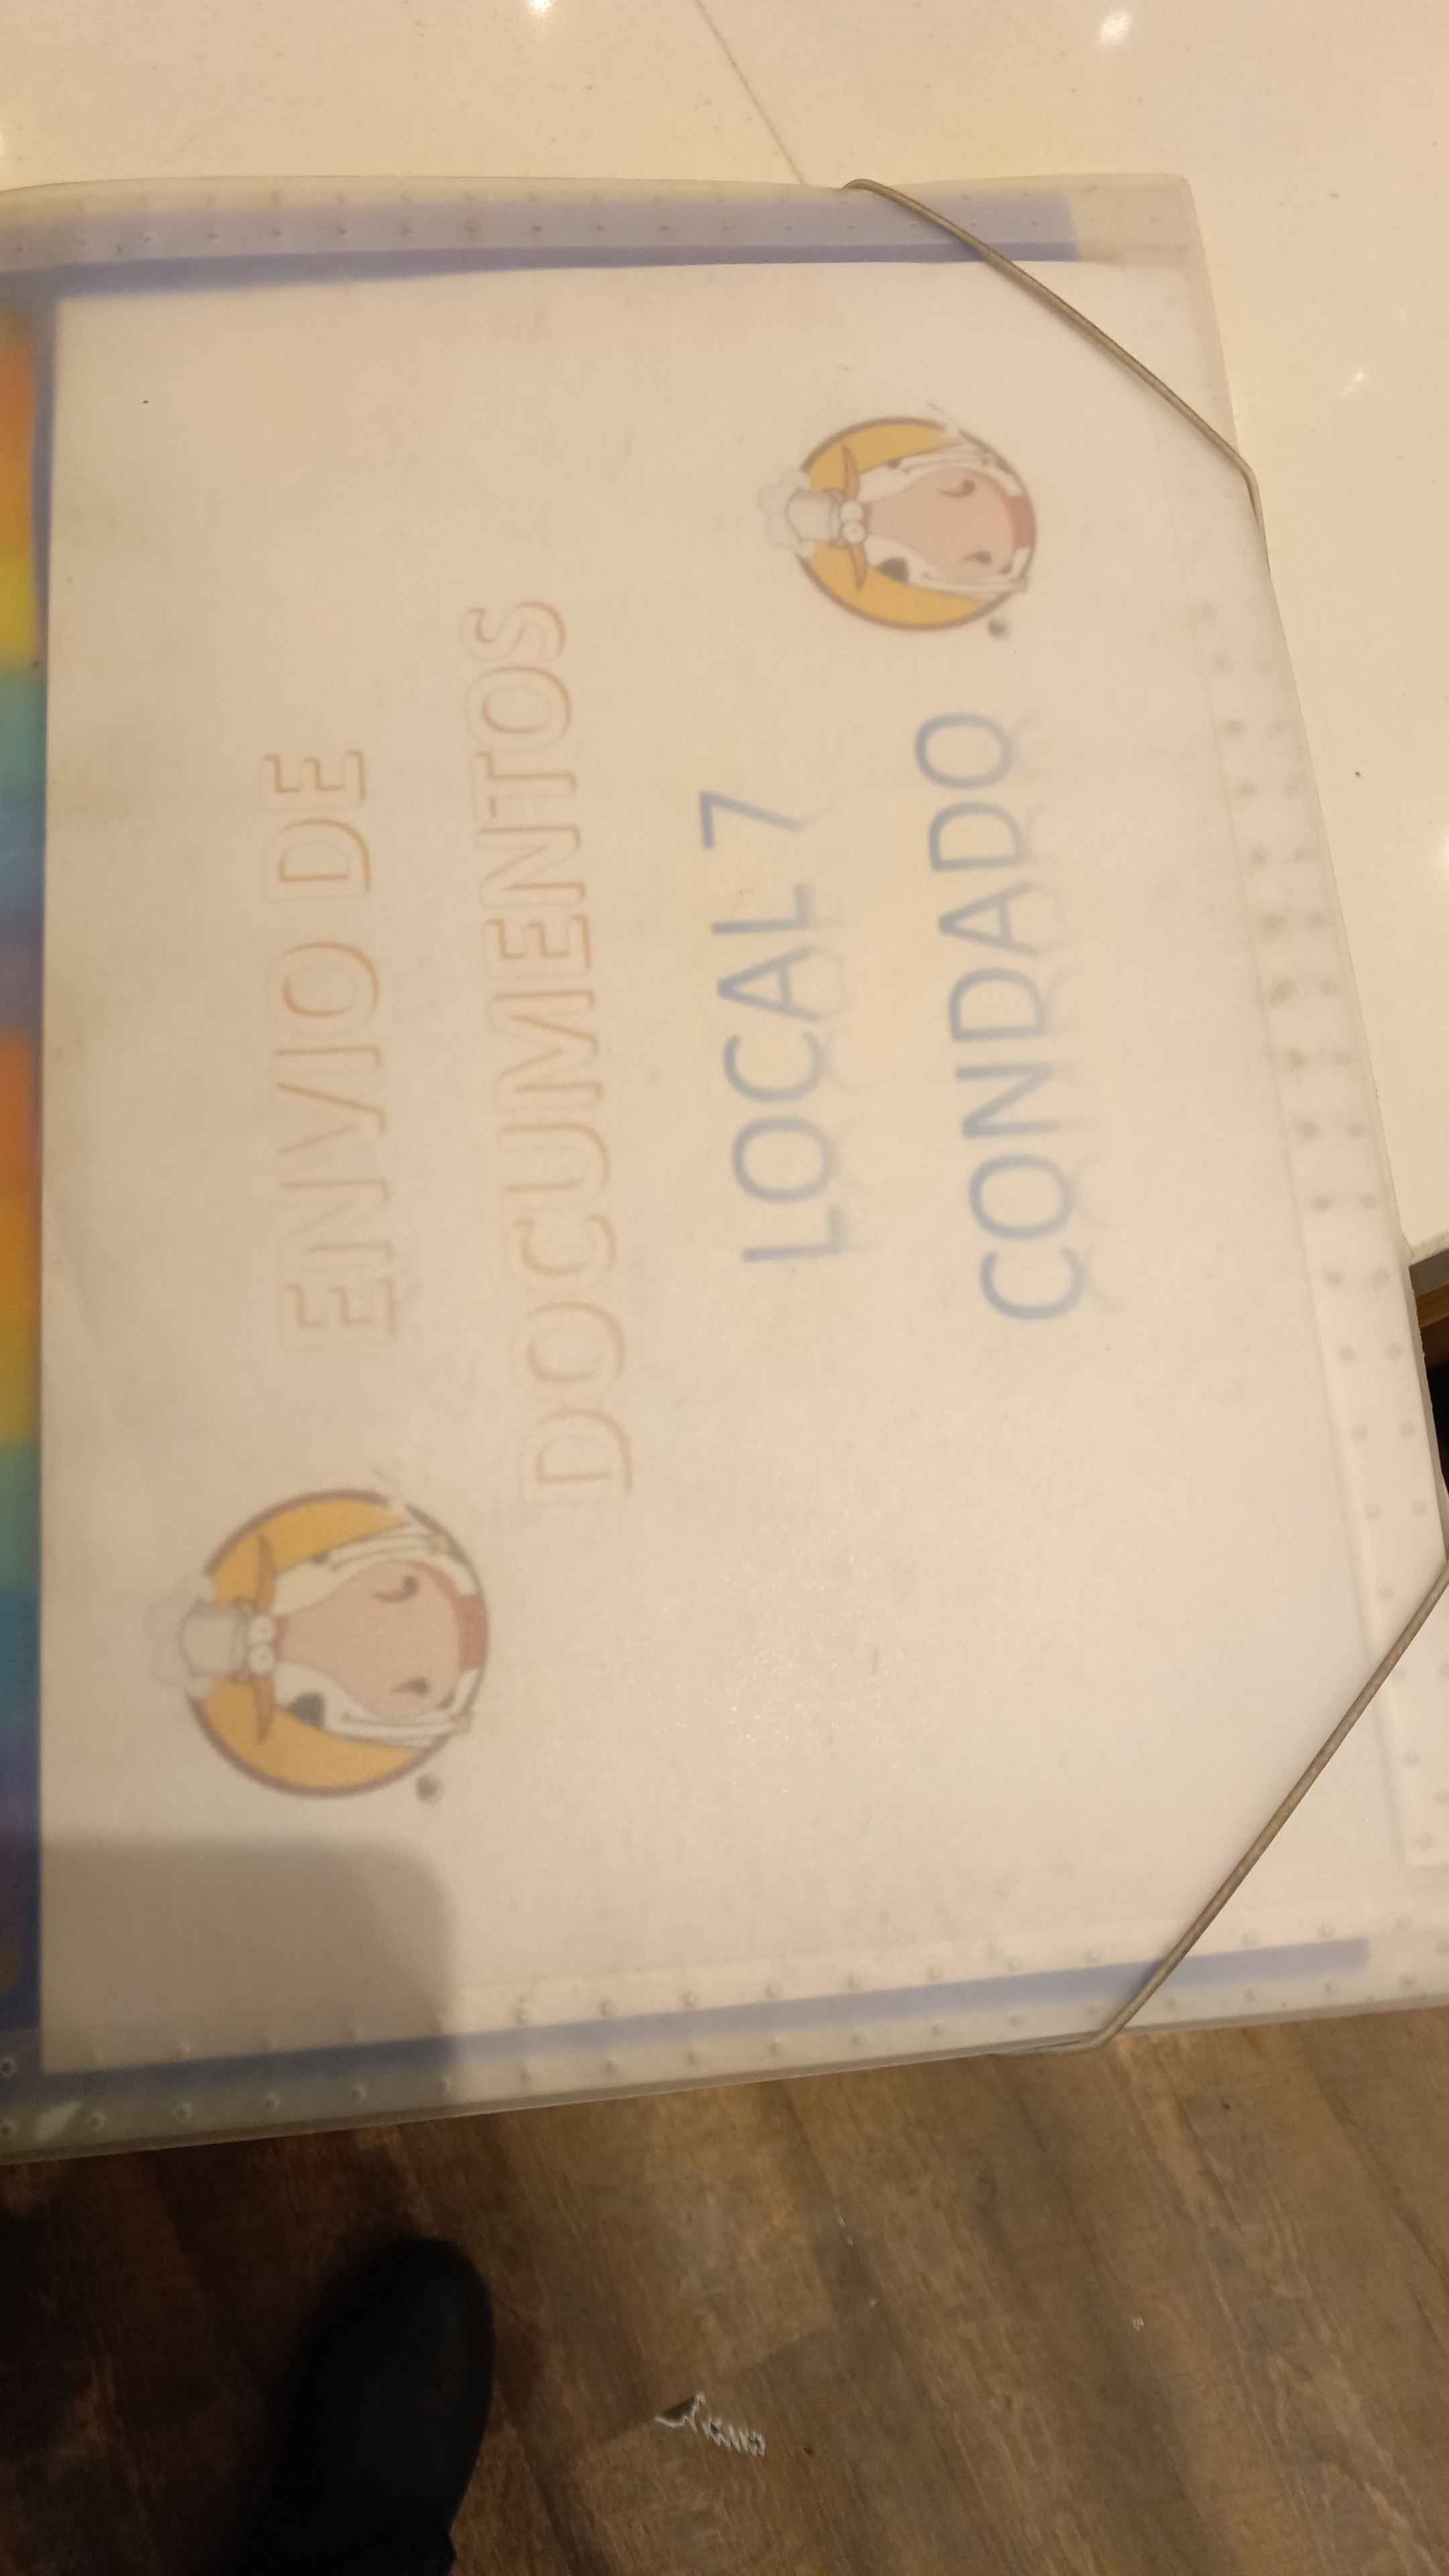 ENVIO DE
DOCUMENTOS
LOCAL 7
CONDADO